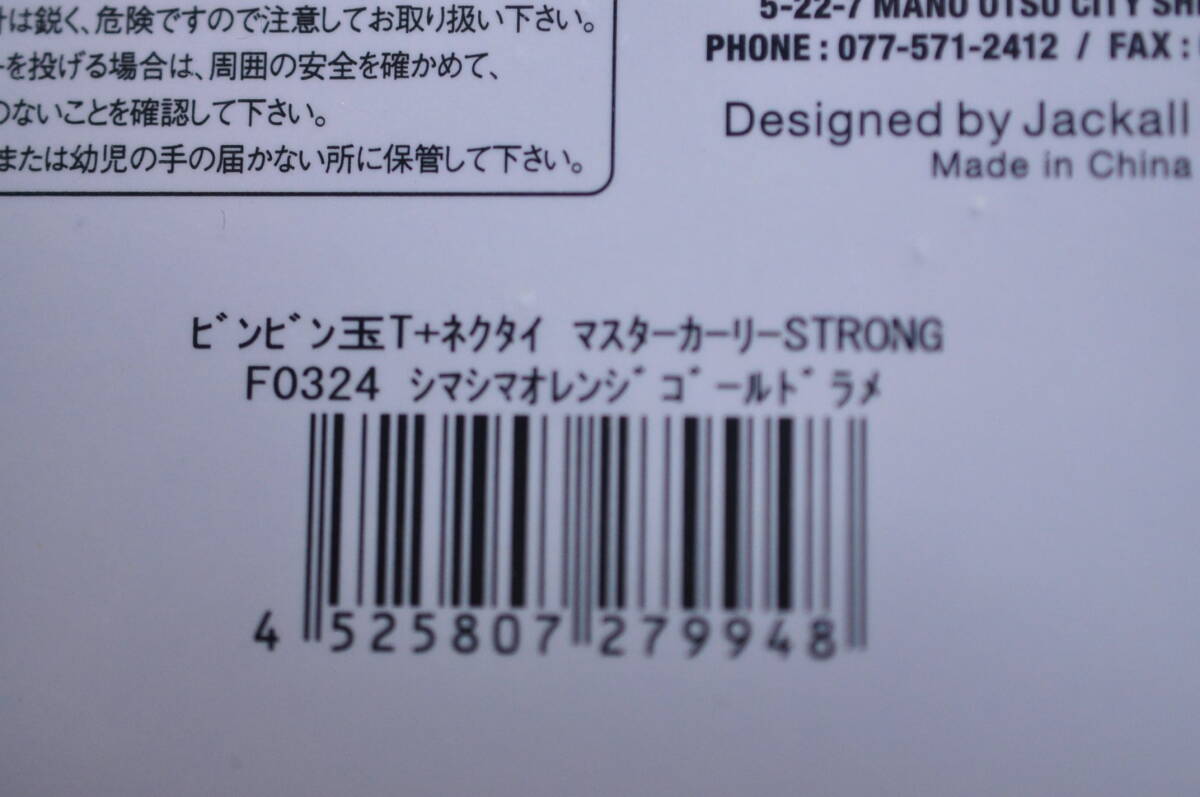 は鋭く、危険ですので注意してお取り扱い下さい。
を投げる場合は、周囲の安全を確かめて、
のないことを確認して下さい。
または幼児の手の届かない所に保管して下さい。
5-22-7 MANO OTSU CITY SHI
PHONE : 077-571-2412 / FAX :
Designed by Jackall
Made in China
ﾋﾞﾝﾋﾞﾝ玉T+ﾈｸﾀｲ ﾏｽﾀｰｶｰﾘｰSTRONG
F0324 ｼﾏｼﾏｵﾚﾝｼﾞｺﾞｰﾙﾄﾞﾗﾒ
4 525807 279948